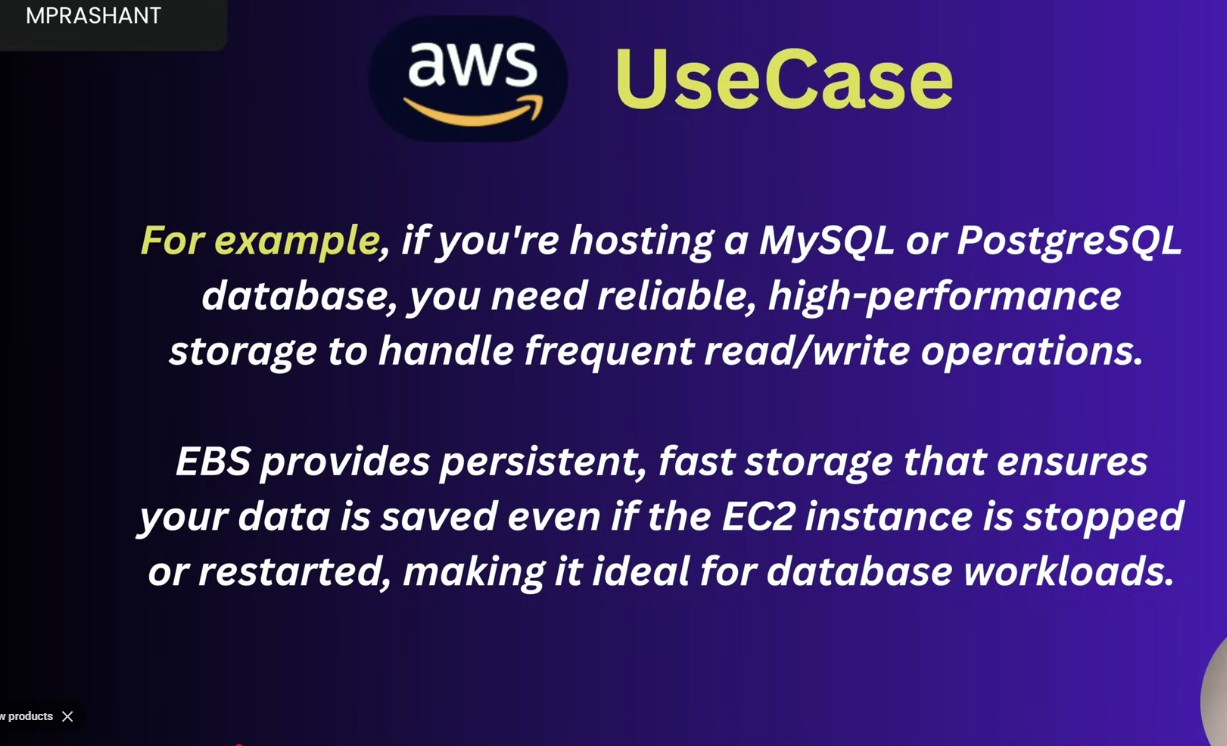 MPRASHANT
aws
UseCase
For example, if you're hosting a MySQL or PostgreSQL
database, you need reliable, high-performance
storage to handle frequent read/write operations.
EBS provides persistent, fast storage that ensures
your data is saved even if the EC2 instance is stopped
or restarted, making it ideal for database workloads.
w products